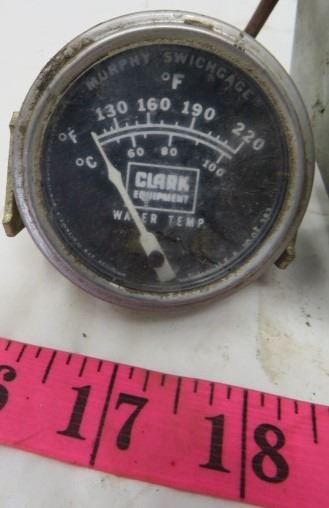 MURPHY SWICHGAGE
°F
°F 130 160 190 220
°C 60 80 100
CLARK
EQUIPMENT
WATER TEMP.
6 17 18